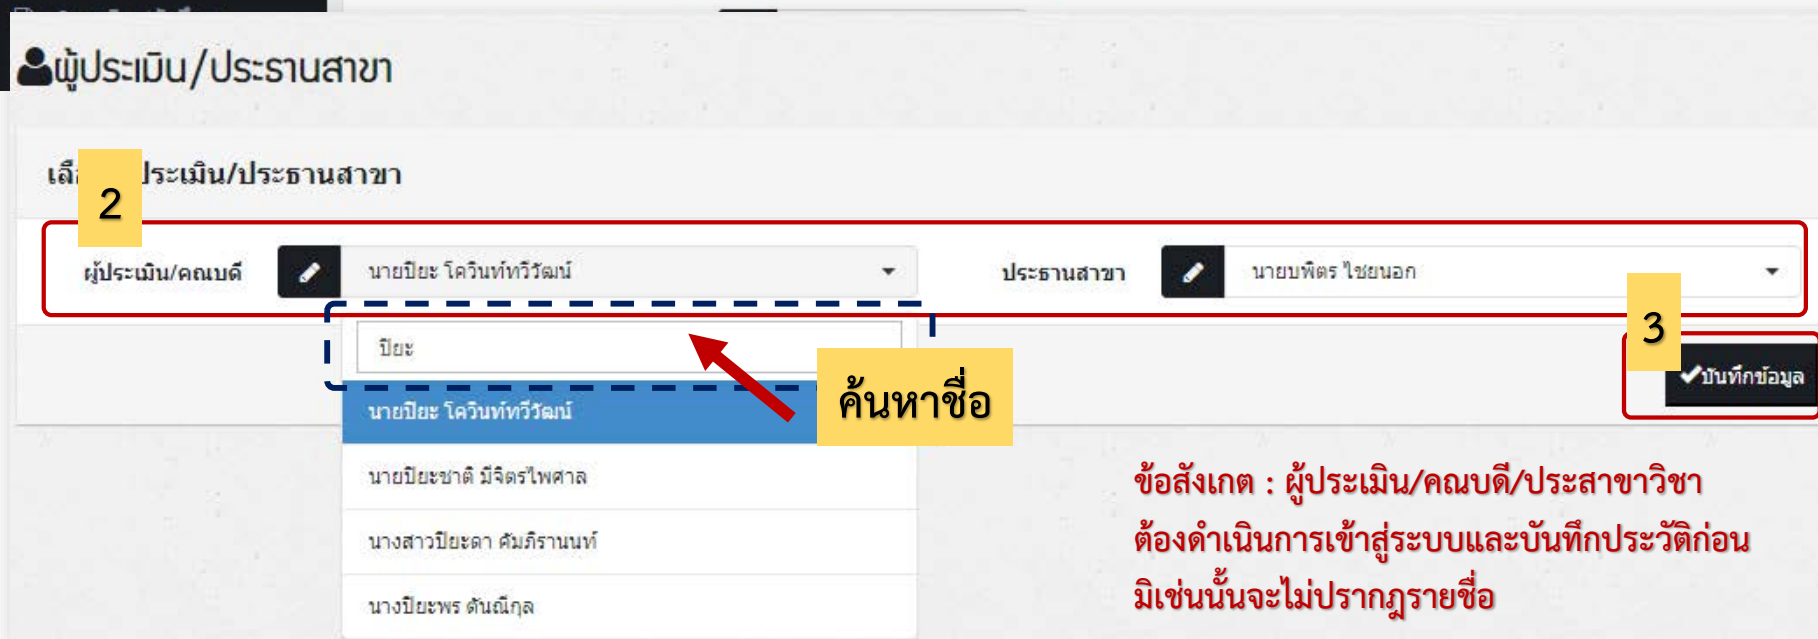 ผู้ประเมิน/ประธานสาขา
ประเมิน/ประธานสาขา
2
ผู้ประเมิน/คณบดี
นายปิยะ โควินท์ทวีวัฒน์
ประธานสาขา
นายบพิตร ไชยนอก
3
ปิยะ
ค้นหาชื่อ
บันทึกข้อมูล
นายปิยะ โควินท์ทวีวัฒน์
นายปิยะชาติ มีจิตรไพศาล
นางสาวปิยะดา คัมภิรานนท์
นางปิยะพร ตันณีกุล
ข้อสังเกต : ผู้ประเมิน/คณบดี/ประสาขาวิชา
ต้องดำเนินการเข้าสู่ระบบและบันทึกประวัติก่อน
มิเช่นนั้นจะไม่ปรากฎรายชื่อ